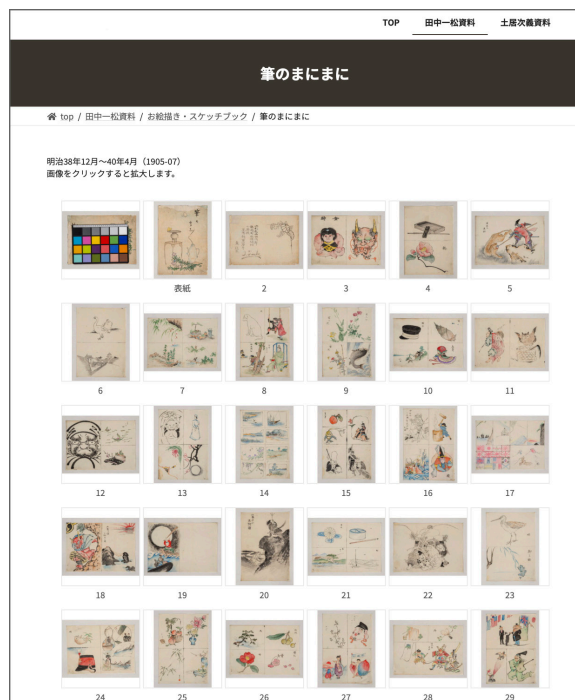 TOP 田中一松資料 土居次義資料
筆のまにまに
top / 田中一松資料 / お絵描き・スケッチブック / 筆のまにまに
明治38年12月〜40年4月（1905-07）
画像をクリックすると拡大します。
表紙 2 3 4 5
6 7 8 9 10 11
12 13 14 15 16 17
18 19 20 21 22 23
24 25 26 27 28 29